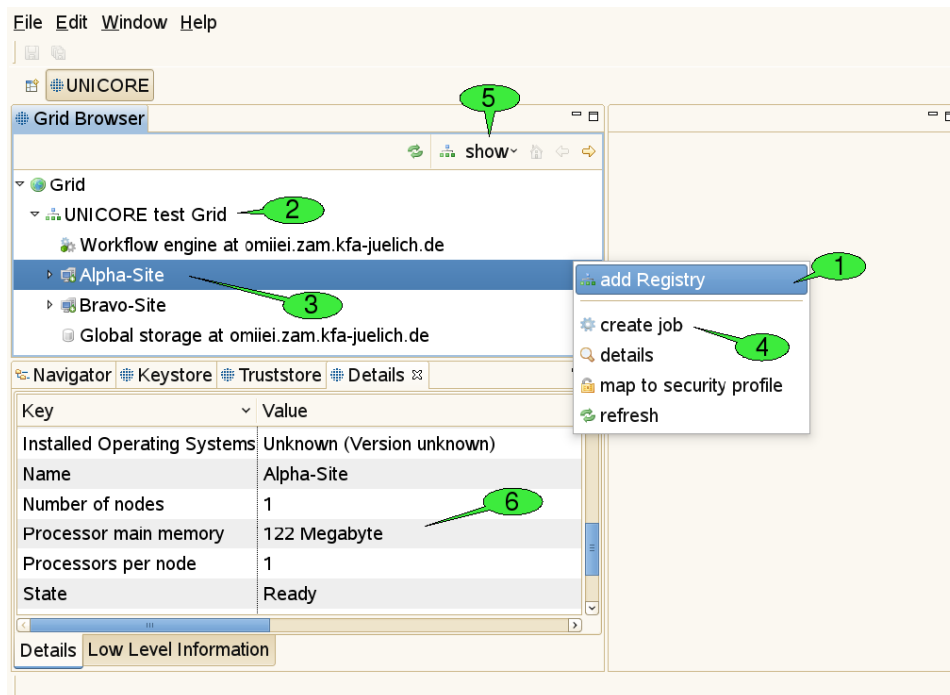 File Edit Window Help
UNICORE
5
Grid Browser
show
Grid
UNICORE test Grid
2
Workflow engine at omiiei.zam.kfa-juelich.de
Alpha-Site
3
Bravo-Site
Global storage at omiiei.zam.kfa-juelich.de
add Registry
1
create job
4
details
map to security profile
refresh
Navigator Keystore Truststore Details
Key Value
Installed Operating Systems Unknown (Version unknown)
Name Alpha-Site
Number of nodes 1
6
Processor main memory 122 Megabyte
Processors per node 1
State Ready
Details Low Level Information